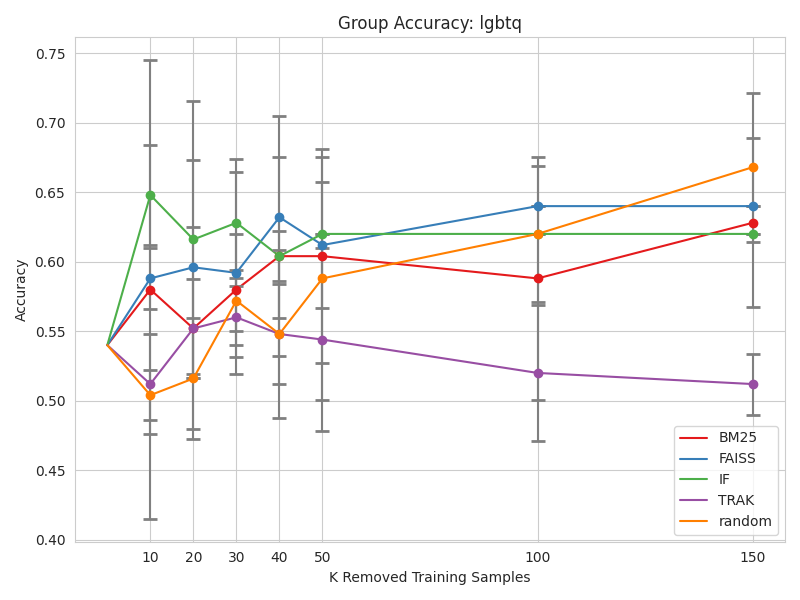 Group Accuracy: lgbtq
0.75
0.70
0.65
0.60
0.55
0.50
0.45
0.40
Accuracy
10 20 30 40 50 100 150
K Removed Training Samples
BM25
FAISS
IF
TRAK
random